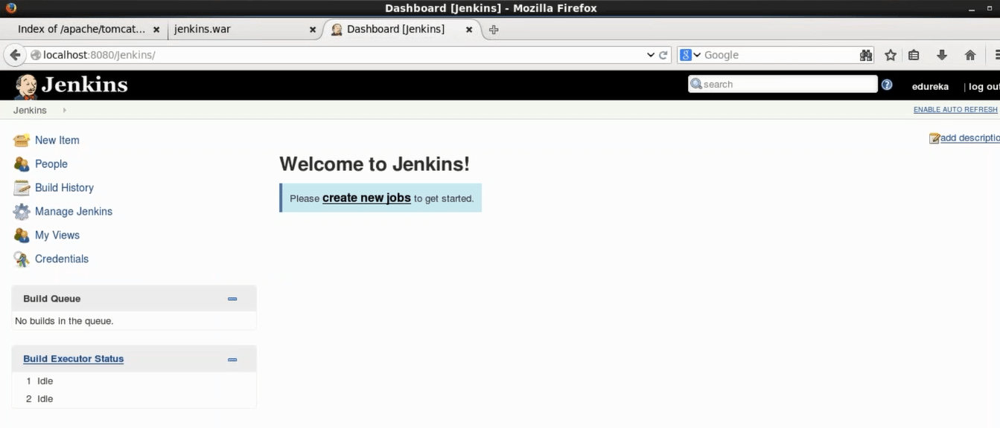 Dashboard [Jenkins] - Mozilla Firefox
Index of /apache/tomcat... jenkins.war Dashboard [Jenkins]
localhost:8080/Jenkins/ Google
Jenkins search edureka | log out
Jenkins ENABLE AUTO REFRESH
New Item add descriptio
People
Welcome to Jenkins!
Build History
Please create new jobs to get started.
Manage Jenkins
My Views
Credentials
Build Queue
No builds in the queue.
Build Executor Status
1 Idle
2 Idle